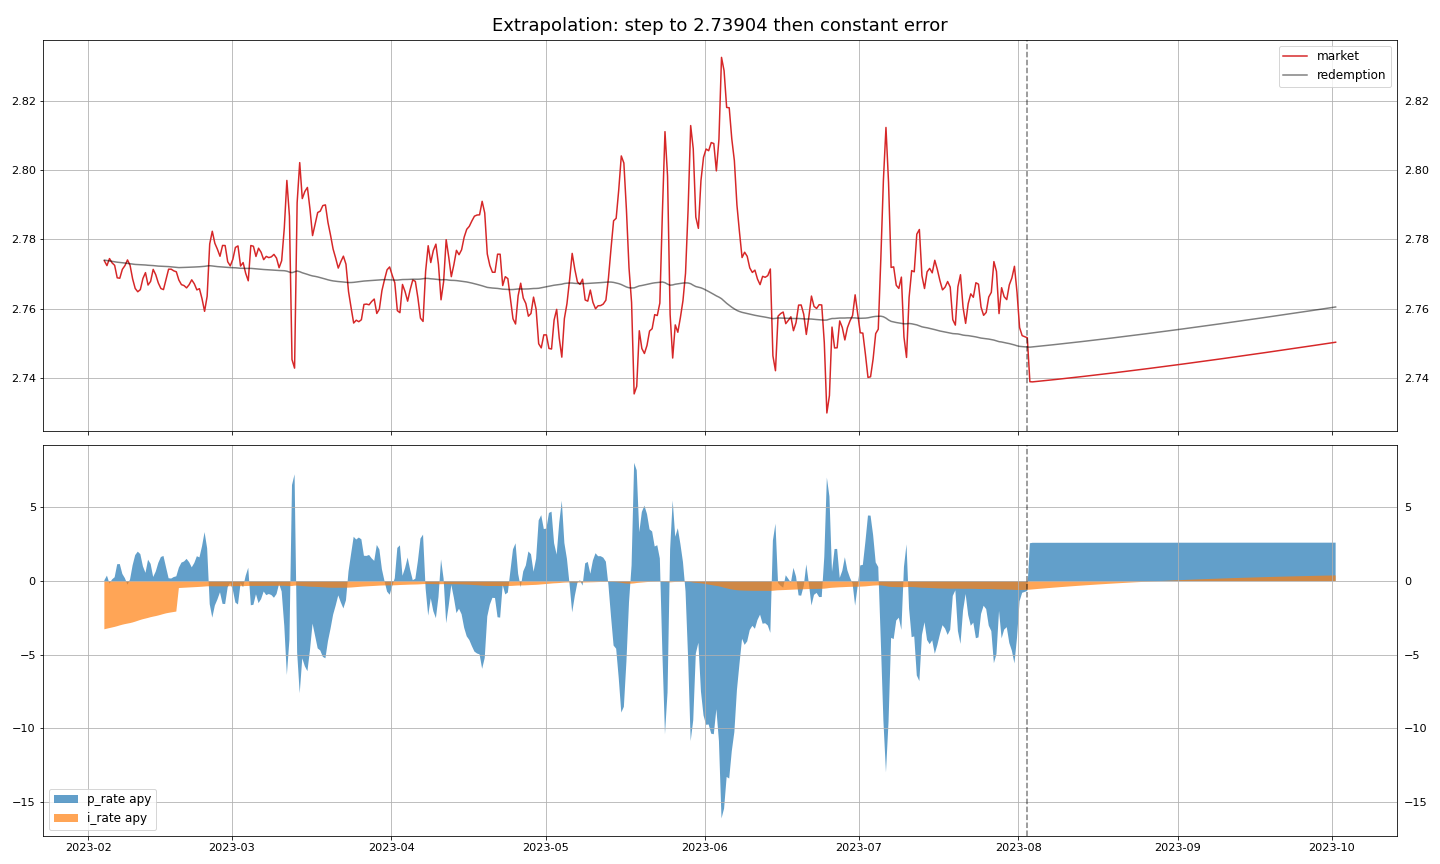 Extrapolation: step to 2.73904 then constant error
market
redemption
2.82 2.82
2.80 2.80
2.78 2.78
2.76 2.76
2.74 2.74
5 5
0 0
−5 −5
−10 −10
−15 −15
p_rate apy
i_rate apy
2023-02 2023-03 2023-04 2023-05 2023-06 2023-07 2023-08 2023-09 2023-10